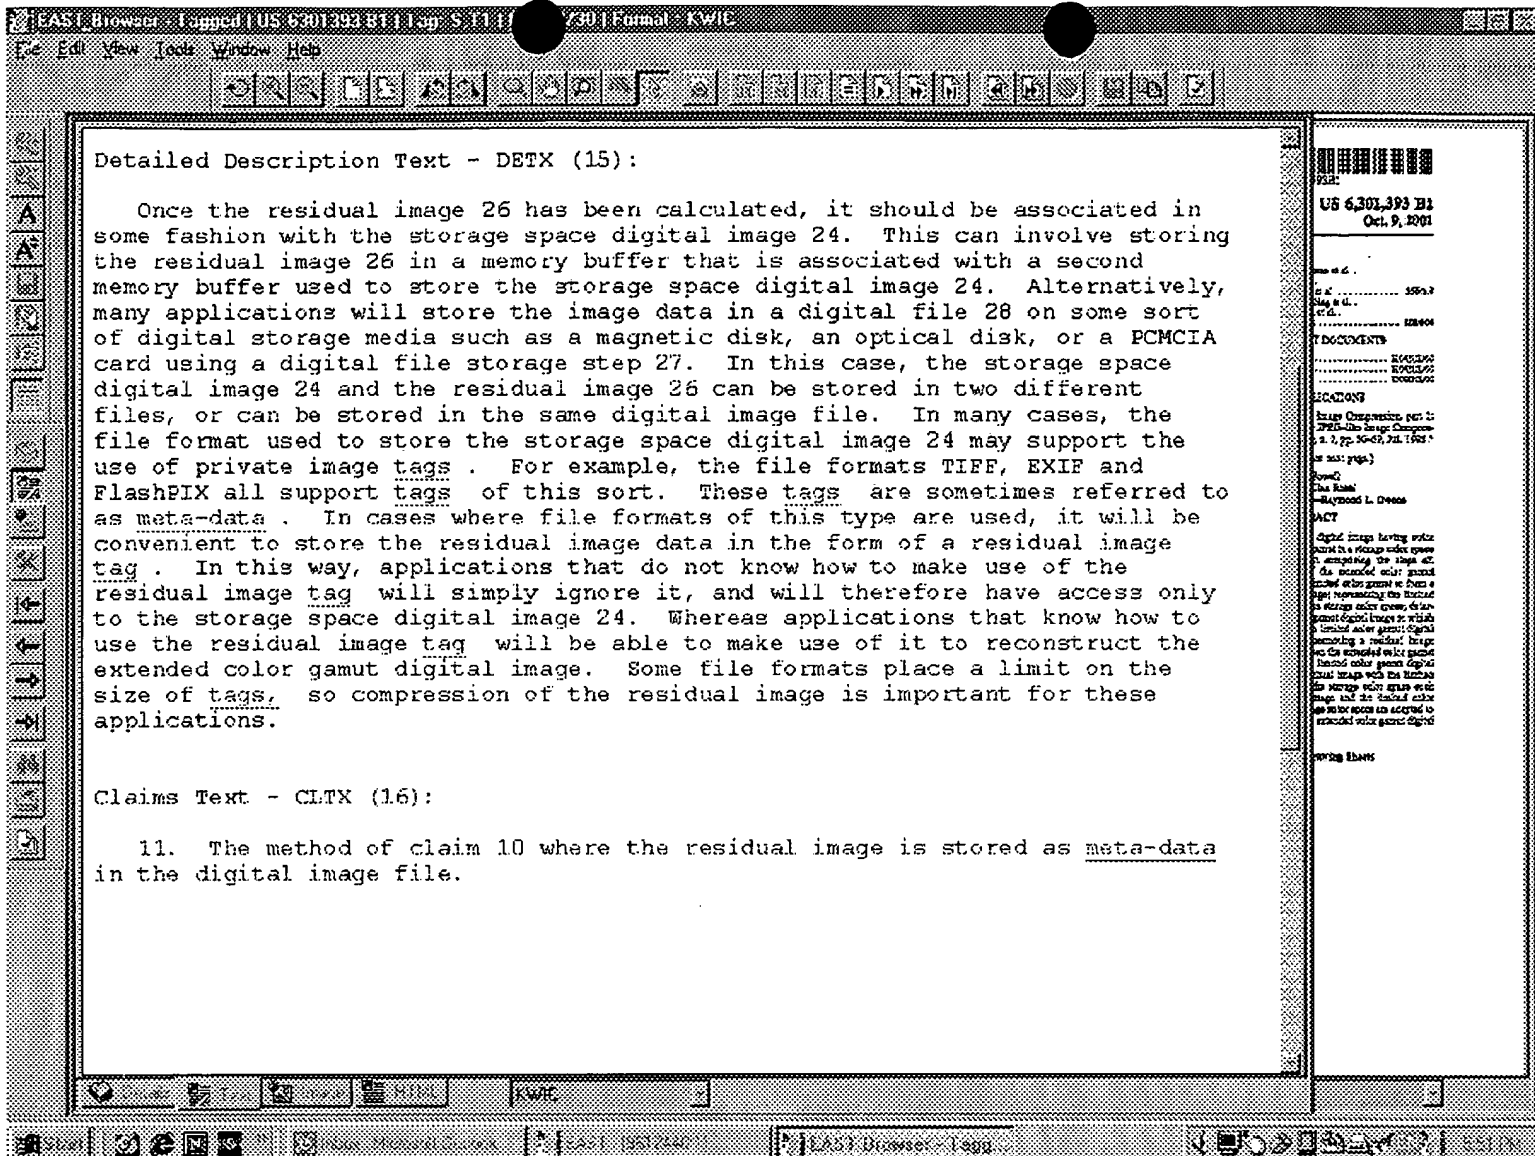 EAST Browser - Tagged | US 6301393 B1 | Tag: S 730 | Format : KWIC
File Edit View Tools Window Help
Detailed Description Text - DETX (15):
Once the residual image 26 has been calculated, it should be associated in
some fashion with the storage space digital image 24. This can involve storing
the residual image 26 in a memory buffer that is associated with a second
memory buffer used to store the storage space digital image 24. Alternatively,
many applications will store the image data in a digital file 28 on some sort
of digital storage media such as a magnetic disk, an optical disk, or a PCMCIA
card using a digital file storage step 27. In this case, the storage space
digital image 24 and the residual image 26 can be stored in two different
files, or can be stored in the same digital image file. In many cases, the
file format used to store the storage space digital image 24 may support the
use of private image tags . For example, the file formats TIFF, EXIF and
FlashPIX all support tags of this sort. These tags are sometimes referred to
as meta-data . In cases where file formats of this type are used, it will be
convenient to store the residual image data in the form of a residual image
tag . In this way, applications that do not know how to make use of the
residual image tag will simply ignore it, and will therefore have access only
to the storage space digital image 24. Whereas applications that know how to
use the residual image tag will be able to make use of it to reconstruct the
extended color gamut digital image. Some file formats place a limit on the
size of tags, so compression of the residual image is important for these
applications.
Claims Text - CLTX (16):
11. The method of claim 10 where the residual image is stored as meta-data
in the digital image file.
US 6,301,393 B1
Oct. 9, 2001
T DOCUMENTS
Raymond L. Owens
KWIC
HTML
Start
EAST Browser - Tagg...
5:51 PM